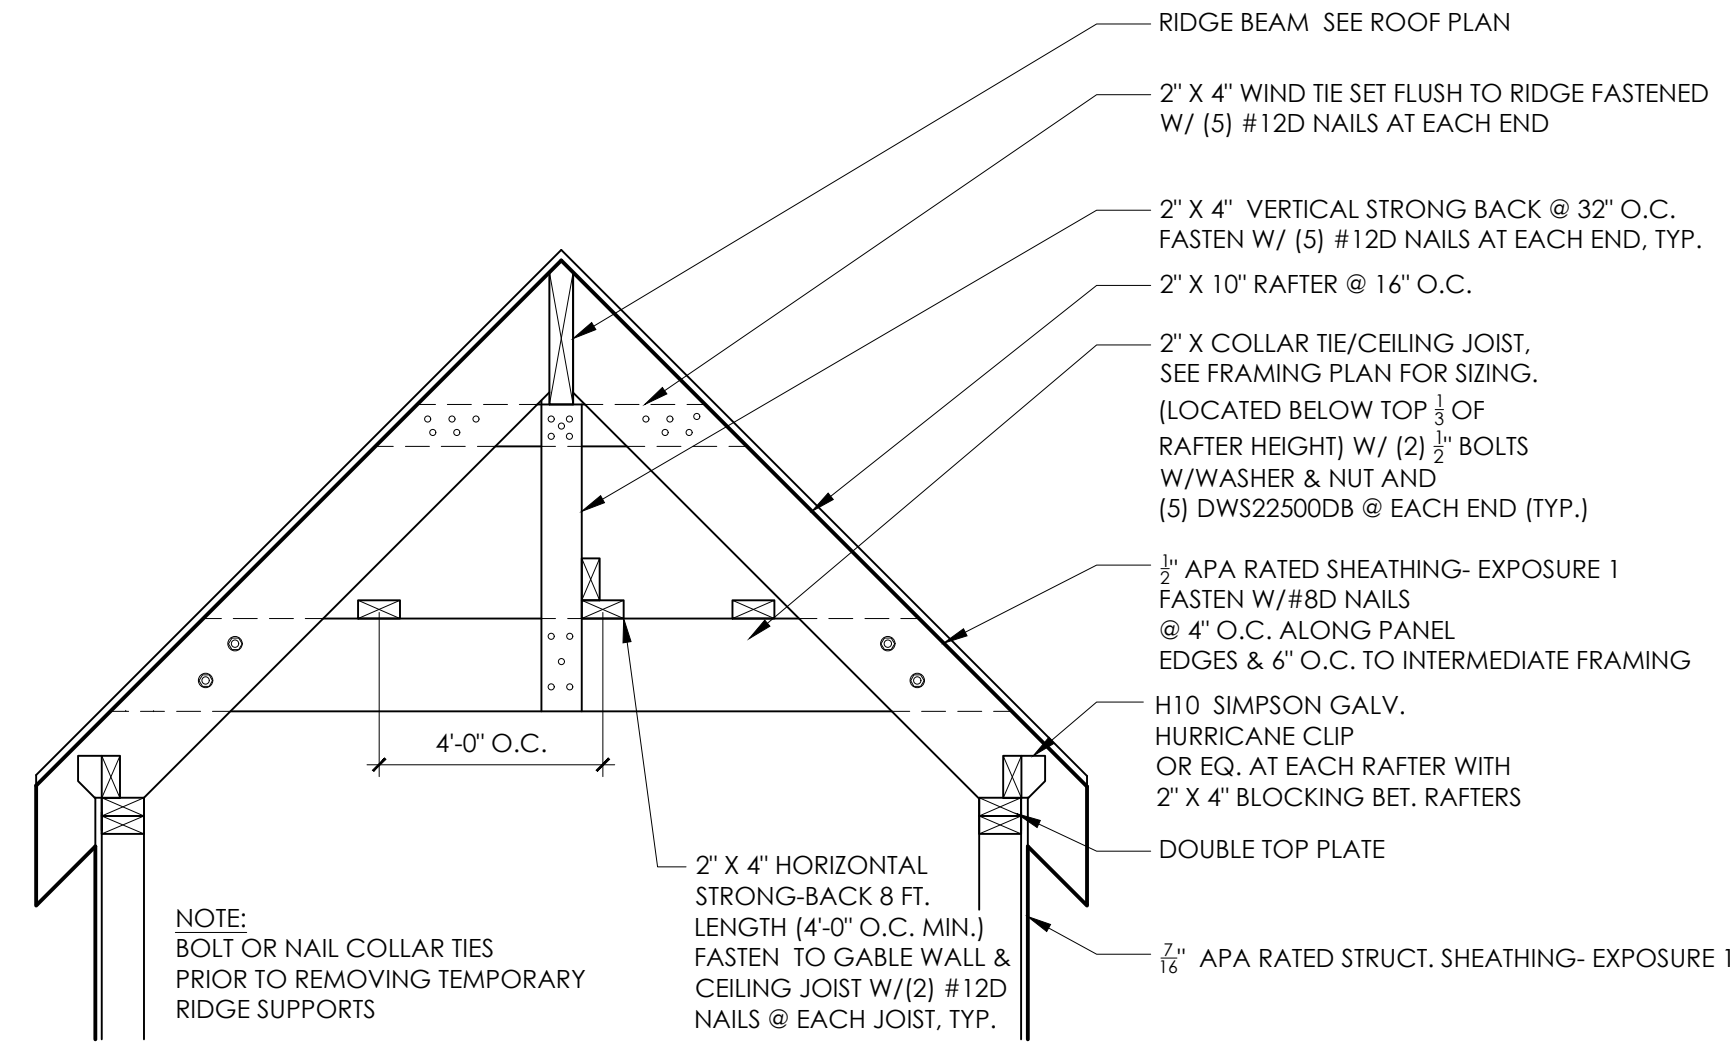 RIDGE BEAM SEE ROOF PLAN
2" X 4" WIND TIE SET FLUSH TO RIDGE FASTENED
W/ (5) #12D NAILS AT EACH END
2" X 4" VERTICAL STRONG BACK @ 32" O.C.
FASTEN W/ (5) #12D NAILS AT EACH END, TYP.
2" X 10" RAFTER @ 16" O.C.
2" X COLLAR TIE/CEILING JOIST,
SEE FRAMING PLAN FOR SIZING.
(LOCATED BELOW TOP 1/3 OF
RAFTER HEIGHT) W/ (2) 1/2" BOLTS
W/WASHER & NUT AND
(5) DWS22500DB @ EACH END (TYP.)
1/2" APA RATED SHEATHING- EXPOSURE 1
FASTEN W/#8D NAILS
@ 4" O.C. ALONG PANEL
EDGES & 6" O.C. TO INTERMEDIATE FRAMING
H10 SIMPSON GALV.
HURRICANE CLIP
OR EQ. AT EACH RAFTER WITH
2" X 4" BLOCKING BET. RAFTERS
DOUBLE TOP PLATE
7/16" APA RATED STRUCT. SHEATHING- EXPOSURE 1
4'-0" O.C.
2" X 4" HORIZONTAL
STRONG-BACK 8 FT.
LENGTH (4'-0" O.C. MIN.)
FASTEN TO GABLE WALL &
CEILING JOIST W/(2) #12D
NAILS @ EACH JOIST, TYP.
NOTE:
BOLT OR NAIL COLLAR TIES
PRIOR TO REMOVING TEMPORARY
RIDGE SUPPORTS